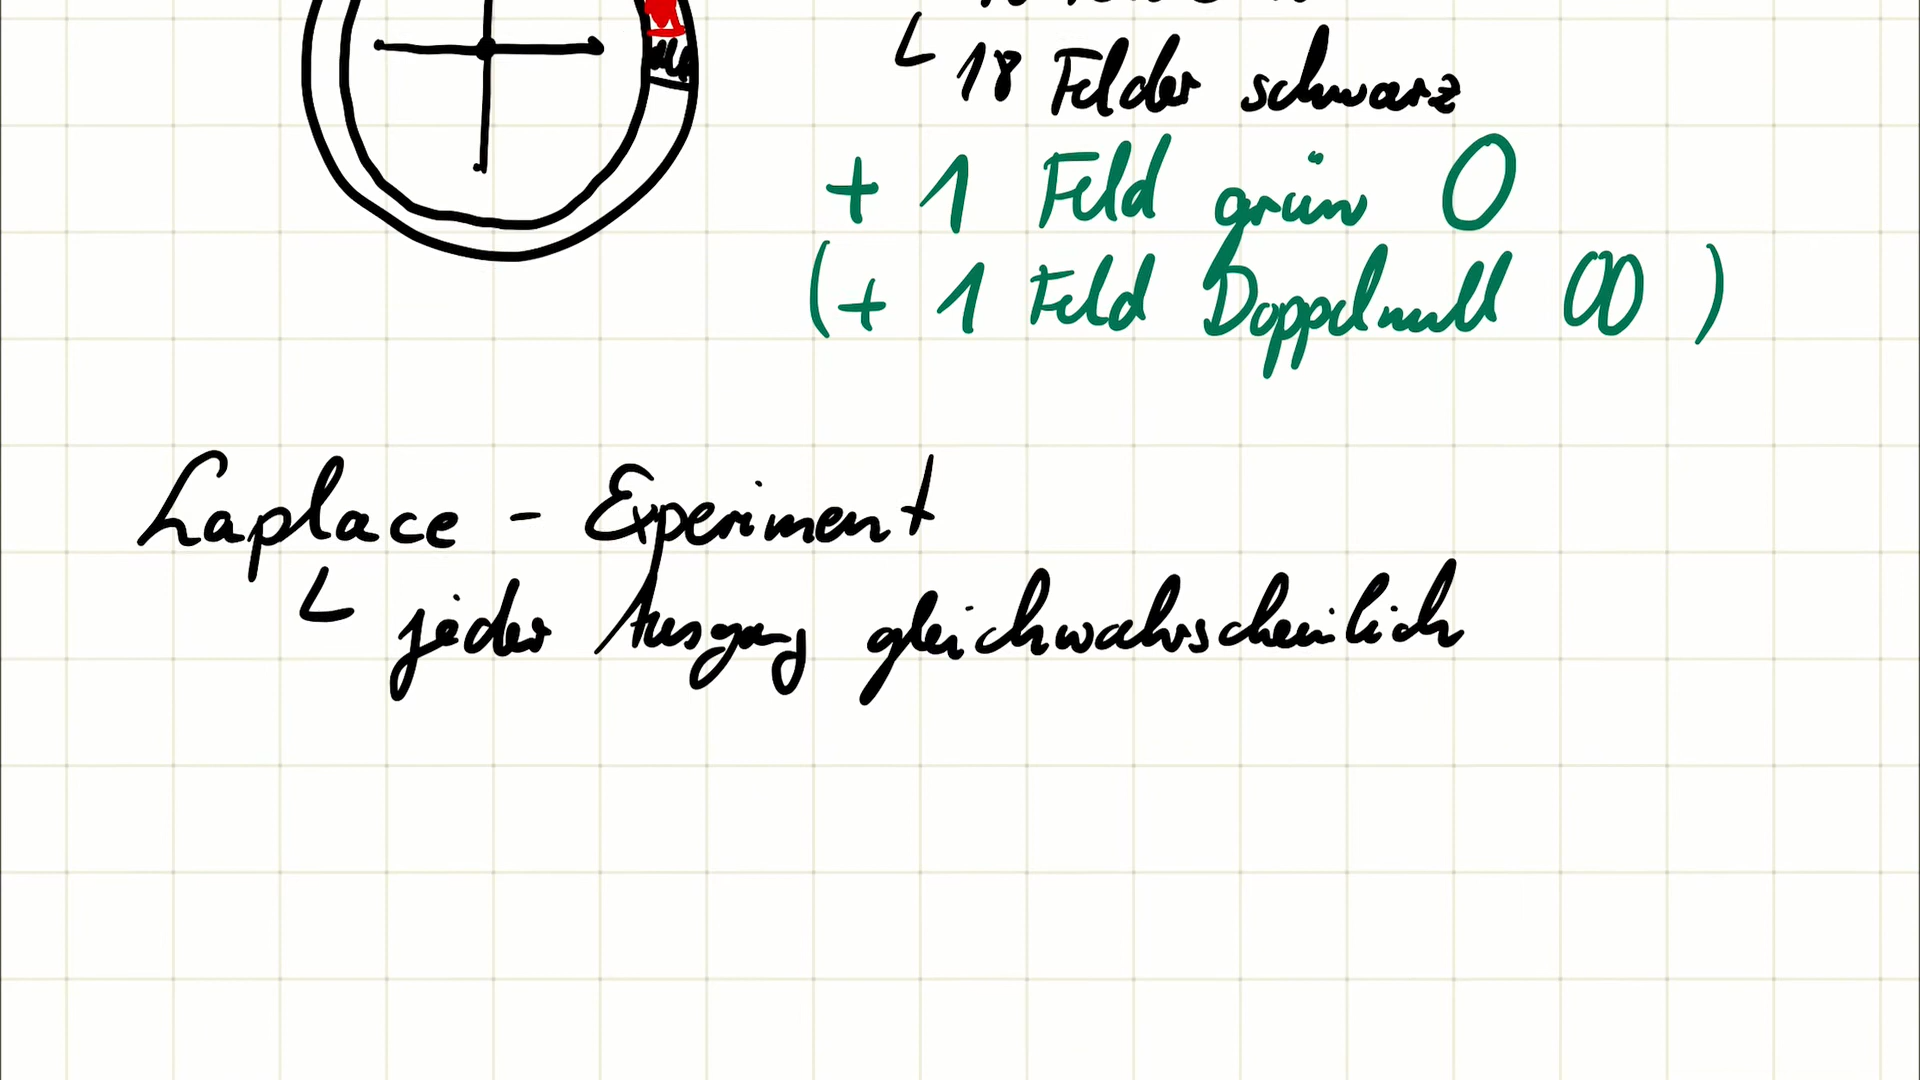 18 Felder schwarz
+ 1 Feld grün 0
(+ 1 Feld Doppelnull 00)
Laplace - Experiment
jeder Ausgang gleichwahrscheinlich